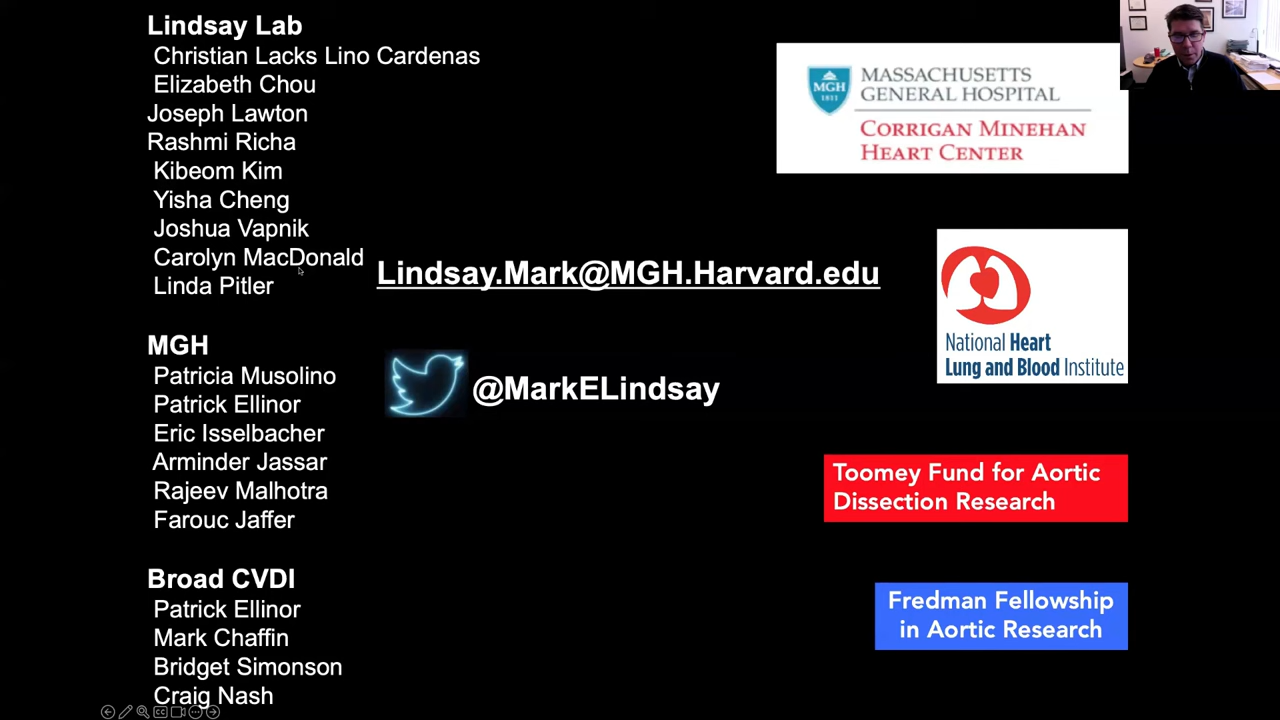 Lindsay Lab
Christian Lacks Lino Cardenas
Elizabeth Chou
Joseph Lawton
Rashmi Richa
Kibeom Kim
Yisha Cheng
Joshua Vapnik
Carolyn MacDonald
Linda Pitler
MGH
Patricia Musolino
Patrick Ellinor
Eric Isselbacher
Arminder Jassar
Rajeev Malhotra
Farouc Jaffer
Broad CVDI
Patrick Ellinor
Mark Chaffin
Bridget Simonson
Craig Nash
Lindsay.Mark@MGH.Harvard.edu
@MarkELindsay
MGH
1811
MASSACHUSETTS
GENERAL HOSPITAL
CORRIGAN MINEHAN
HEART CENTER
National Heart
Lung and Blood Institute
Toomey Fund for Aortic
Dissection Research
Fredman Fellowship
in Aortic Research
CC